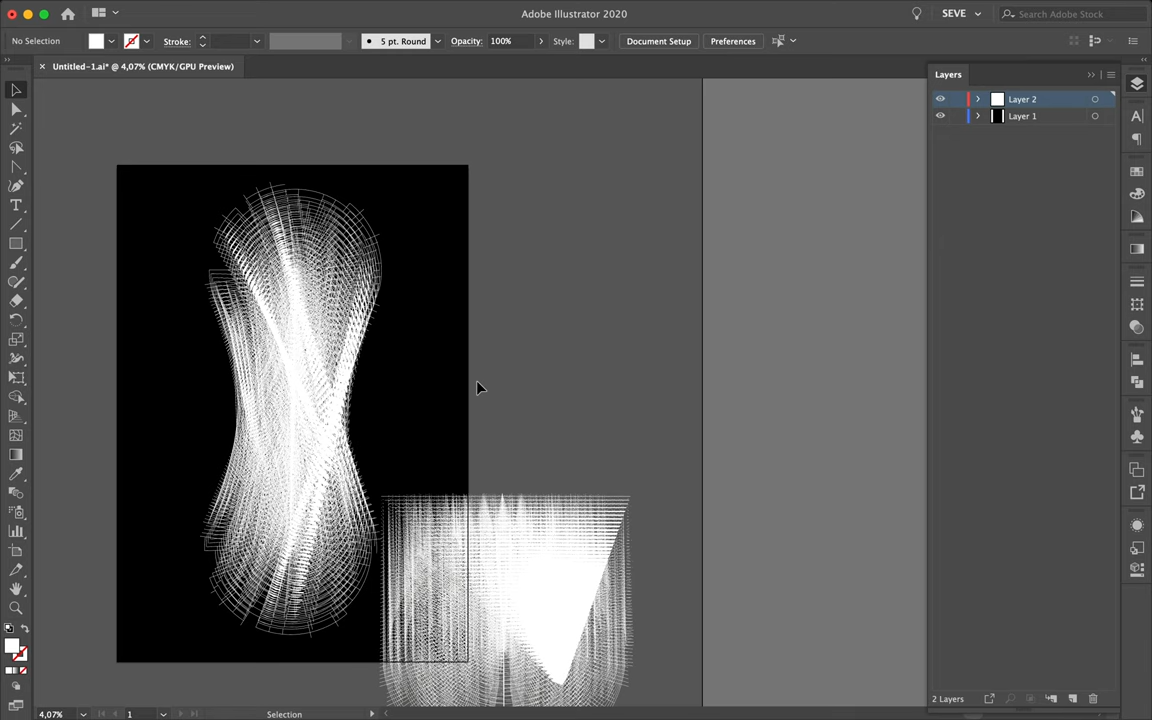 Adobe Illustrator 2020
SEVE
Search Adobe Stock
No Selection
Stroke:
5 pt. Round
Opacity:
100%
Style:
Document Setup
Preferences
Untitled-1.ai* @ 4,07% (CMYK/GPU Preview)
Layers
Layer 2
Layer 1
2 Layers
4,07%
1
Selection